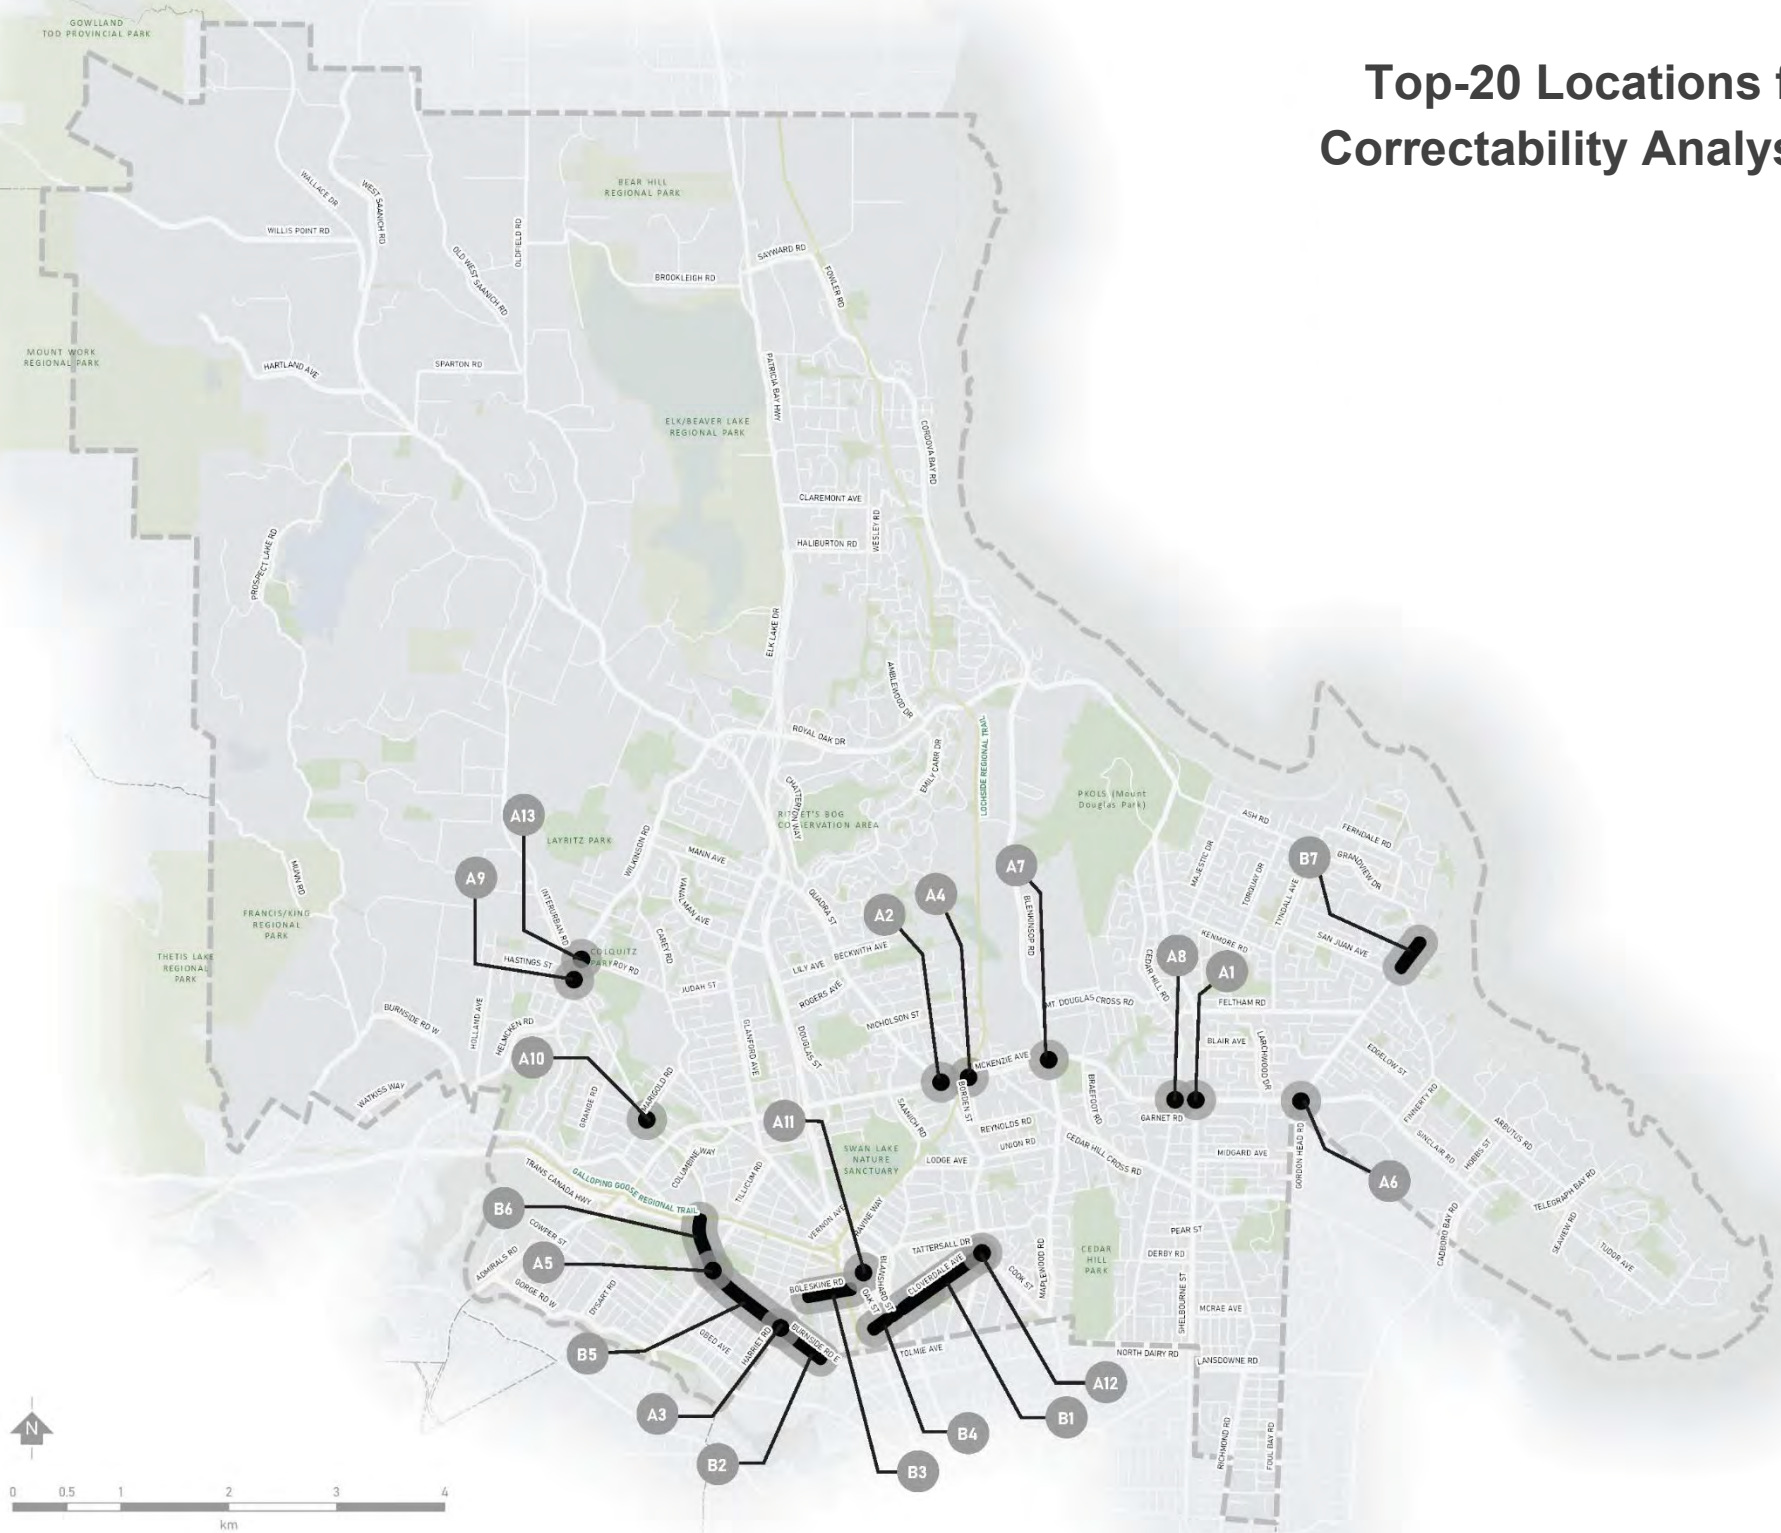 Top-20 Locations f
Correctability Analys
GOWLLAND
TOD PROVINCIAL PARK
BEAR HILL
REGIONAL PARK
WALLACE DR
WEST SAANICH RD
WILLIS POINT RD
OLDFIELD RD
OLD WEST SAANICH RD
SAYWARD RD
BROOKLEIGH RD
FOWLER RD
MOUNT WORK
REGIONAL PARK
HARTLAND AVE
SPARTON RD
PATRICIA BAY HWY
ELK/BEAVER LAKE
REGIONAL PARK
CORDOVA BAY RD
CLAREMONT AVE
WESLEY RD
HALIBURTON RD
PROSPECT LAKE RD
ELK LAKE DR
AMBLEWOOD DR
ROYAL OAK DR
LOCHSIDE REGIONAL TRAIL
EMILY CARR DR
CHATTERTON WAY
PKOLS (Mount
Douglas Park)
A13
LAYRITZ PARK
WILKINSON RD
CONSERVATION AREA
ASH RD
FERNDALE RD
MANN AVE
MAJESTIC DR
GRANDVIEW DR
B7
A7
A9
MUNN RD
VANALMAN AVE
TORQUAY DR
TYNDALL AVE
QUADRA ST
A2
A4
BLENKINSOP RD
FRANCIS/KING
REGIONAL
PARK
INTERURBAN RD
CAREY RD
KENMORE RD
SAN JUAN AVE
BECKWITH AVE
COLQUITZ
PARK
ROY RD
HASTINGS ST
THETIS LAKE
REGIONAL
PARK
LILY AVE
CEDAR HILL RD
A8
A1
JUDAH ST
ROGERS AVE
MT. DOUGLAS CROSS RD
FELTHAM RD
BURNSIDE RD W
HOLLAND AVE
HELMCKEN RD
NICHOLSON ST
GLANFORD AVE
DOUGLAS ST
BLAIR AVE
LARCHWOOD DR
EDGELOW ST
A10
MCKENZIE AVE
WATKISS WAY
GRANGE RD
MARIGOLD RD
BORDEN ST
BRAEFOOT RD
FINNERTY RD
A11
SAANICH RD
REYNOLDS RD
GARNET RD
ARBUTUS RD
UNION RD
SINCLAIR RD
HOBBS ST
SWAN LAKE
NATURE
SANCTUARY
LODGE AVE
CEDAR HILL CROSS RD
MIDGARD AVE
GORDON HEAD RD
COLUMBINE WAY
TILLICUM RD
TRANS CANADA HWY
GALLOPING GOOSE REGIONAL TRAIL
A6
TELEGRAPH BAY RD
B6
COWPER ST
VERNON AVE
RAVINE WAY
PEAR ST
CADBORO BAY RD
SEAVIEW RD
TUDOR AVE
TATTERSALL DR
DERBY RD
ADMIRALS RD
A5
CEDAR
HILL
PARK
CLOVERDALE AVE
COOK ST
MAPLEWOOD RD
BOLESKINE RD
BLANSHARD ST
OAK ST
GORGE RD W
DYSART RD
SHELBOURNE ST
MCRAE AVE
OBED AVE
HARRIET RD
BURNSIDE RD E
B5
TOLMIE AVE
NORTH DAIRY RD
LANSDOWNE RD
A12
A3
B1
B4
RICHMOND RD
FOUL BAY RD
B2
B3
N
0 0.5 1 2 3 4
km